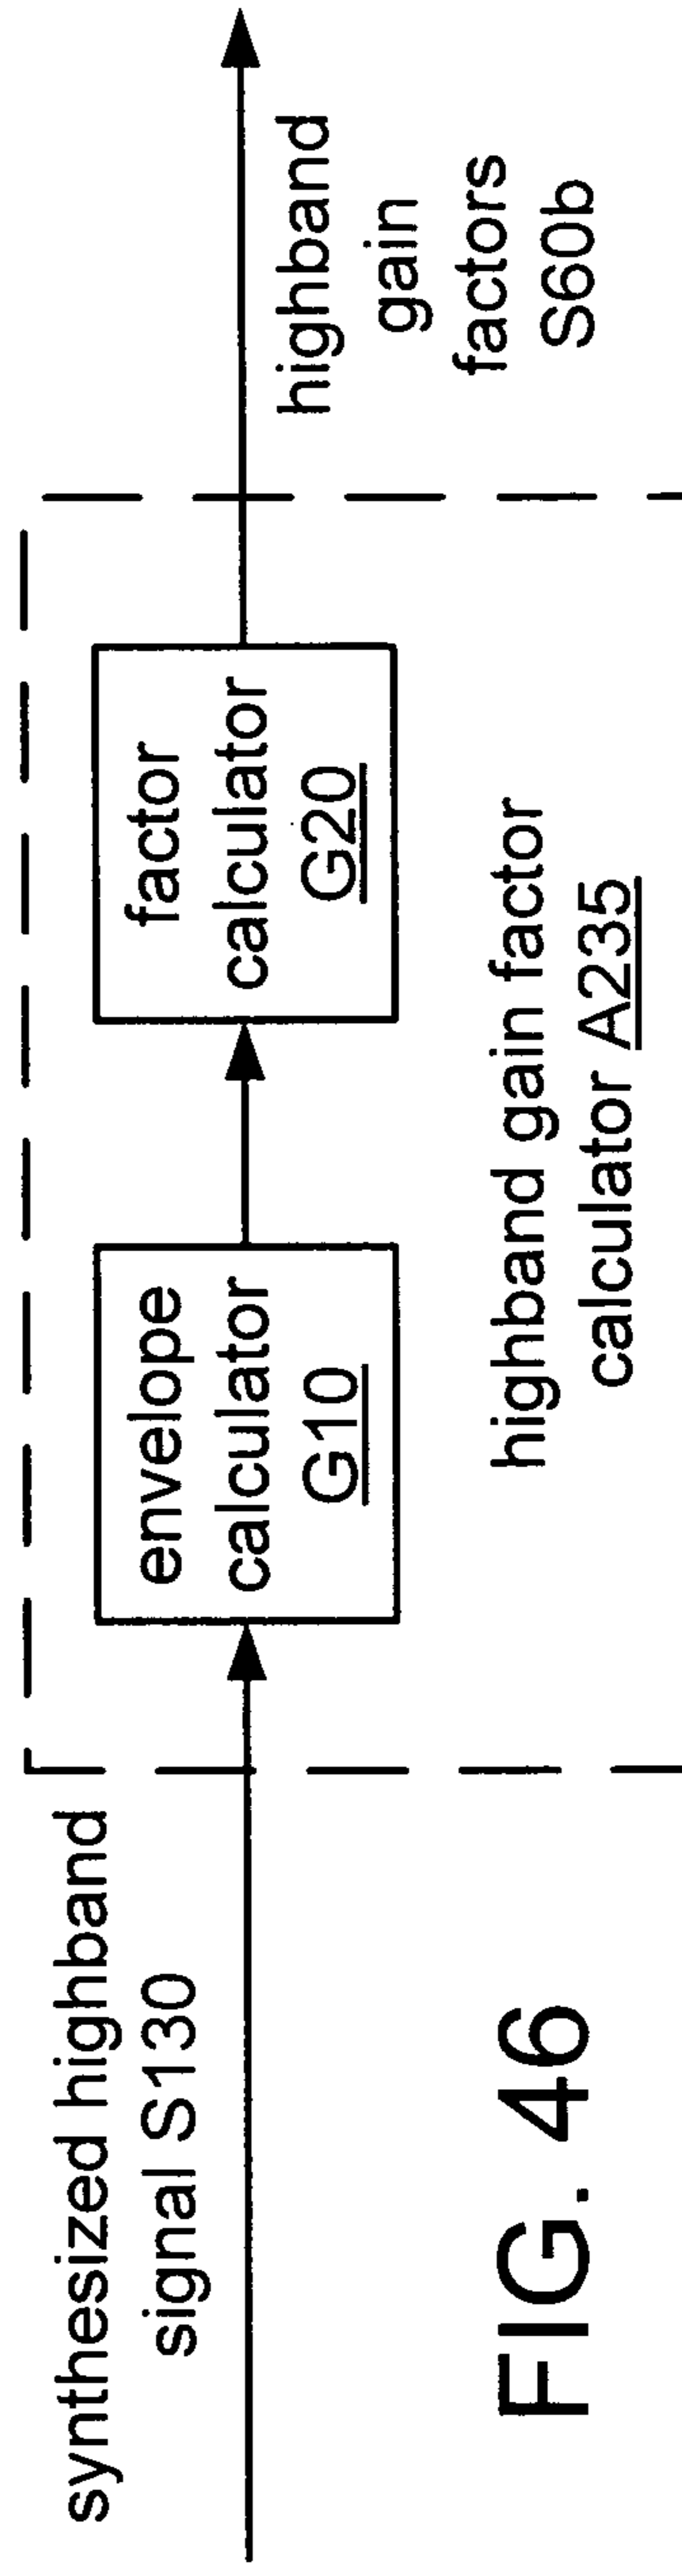 synthesized highband
signal S130
envelope
calculator
G10
factor
calculator
G20
highband
gain
factors
S60b
highband gain factor
calculator A235
FIG. 46